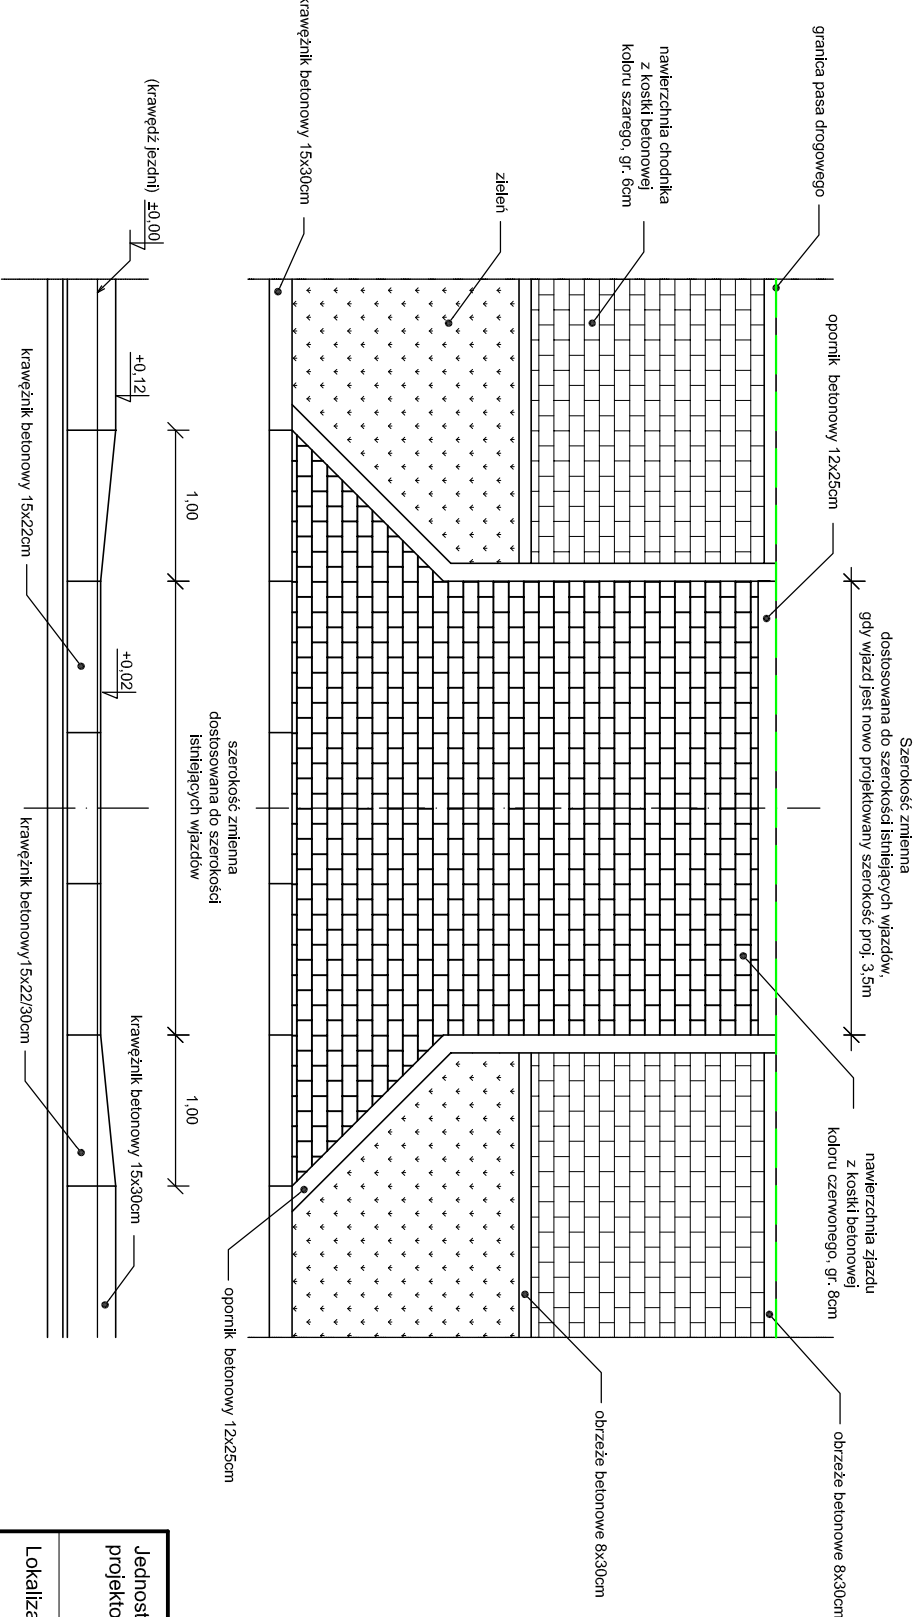 Szerokość zmienna
dostosowana do szerokości istniejących wjazdów,
gdy wjazd jest nowo projektowany szerokość proj. 3,5m
granica pasa drogowego
opornik betonowy 12x25cm
nawierzchnia zjazdu
z kostki betonowej
koloru czerwonego, gr. 8cm
obrzeże betonowe 8x30cm
nawierzchnia chodnika
z kostki betonowej
koloru szarego, gr. 6cm
obrzeże betonowe 8x30cm
zieleń
krawężnik betonowy 15x30cm
opornik betonowy 12x25cm
szerokość zmienna
dostosowana do szerokości
istniejących wjazdów
1,00
1,00
(krawędź jezdni) ±0,00
+0,12
+0,02
krawężnik betonowy 15x30cm
krawężnik betonowy 15x22cm
krawężnik betonowy15x22/30cm
Jednost
projekto
Lokaliza